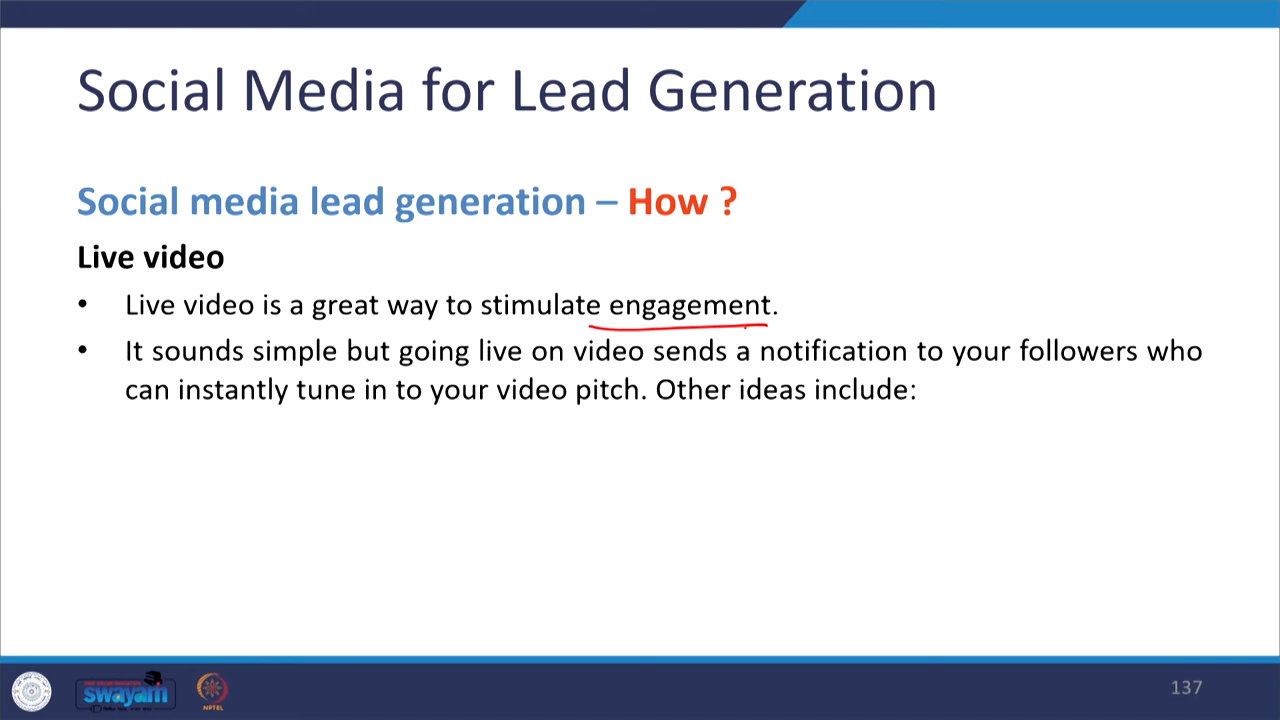 Social Media for Lead Generation
Social media lead generation – How ?
Live video
• Live video is a great way to stimulate engagement.
• It sounds simple but going live on video sends a notification to your followers who
can instantly tune in to your video pitch. Other ideas include:
swayam
NPTEL
137